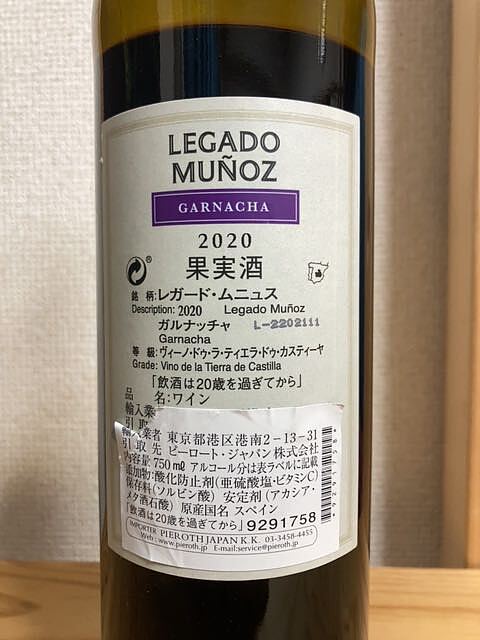 LEGADO
MUÑOZ
GARNACHA
2020
果実酒
銘 柄:レガード・ムニュス
Description: 2020 Legado Muñoz
ガルナッチャ L-2202111
Garnacha
等 級:ヴィーノ・ドゥ・ラ・ティエラ・ドゥ・カスティーヤ
Grade: Vino de la Tierra de Castilla
「飲酒は20歳を過ぎてから」
品 名:ワイン
輸入業
引 取
輸入業者 東京都港区港南2-13-31
引 取 先 ピーロート・ジャパン株式会社
内容量 750㎖ アルコール分は表ラベルに記載
添加物:酸化防止剤(亜硫酸塩・ビタミンC)
保存料(ソルビン酸) 安定剤(アカシア・
メタ酒石酸) 原産国名 スペイン
「飲酒は20歳を過ぎてから」 9291758
IMPORTER PIEROTH JAPAN K.K. 03-3458-4455
Web : www.pieroth.jp E-mail:service@pieroth.jp